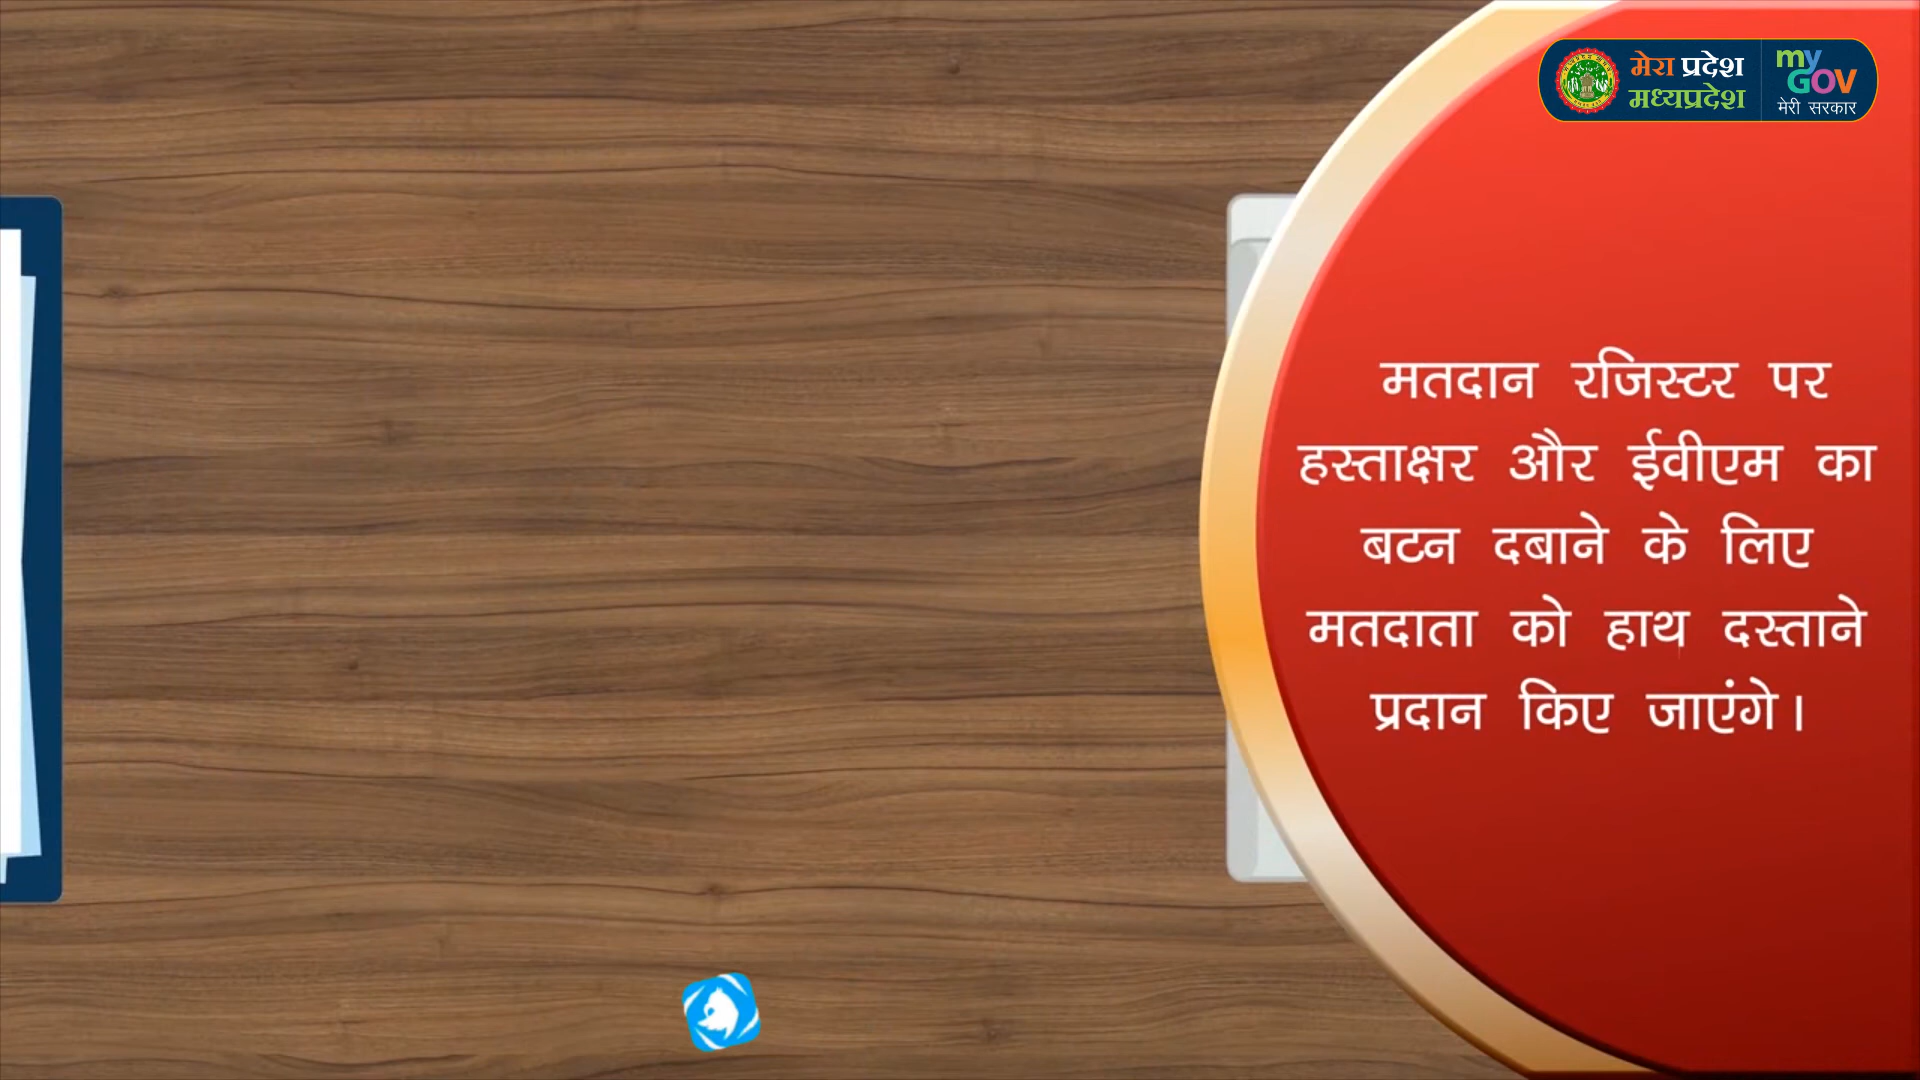 मेरा प्रदेश
मध्यप्रदेश
my
GOV
मेरी सरकार
मतदान रजिस्टर पर
हस्ताक्षर और ईवीएम का
बटन दबाने के लिए
मतदाता को हाथ दस्ताने
प्रदान किए जाएंगे।